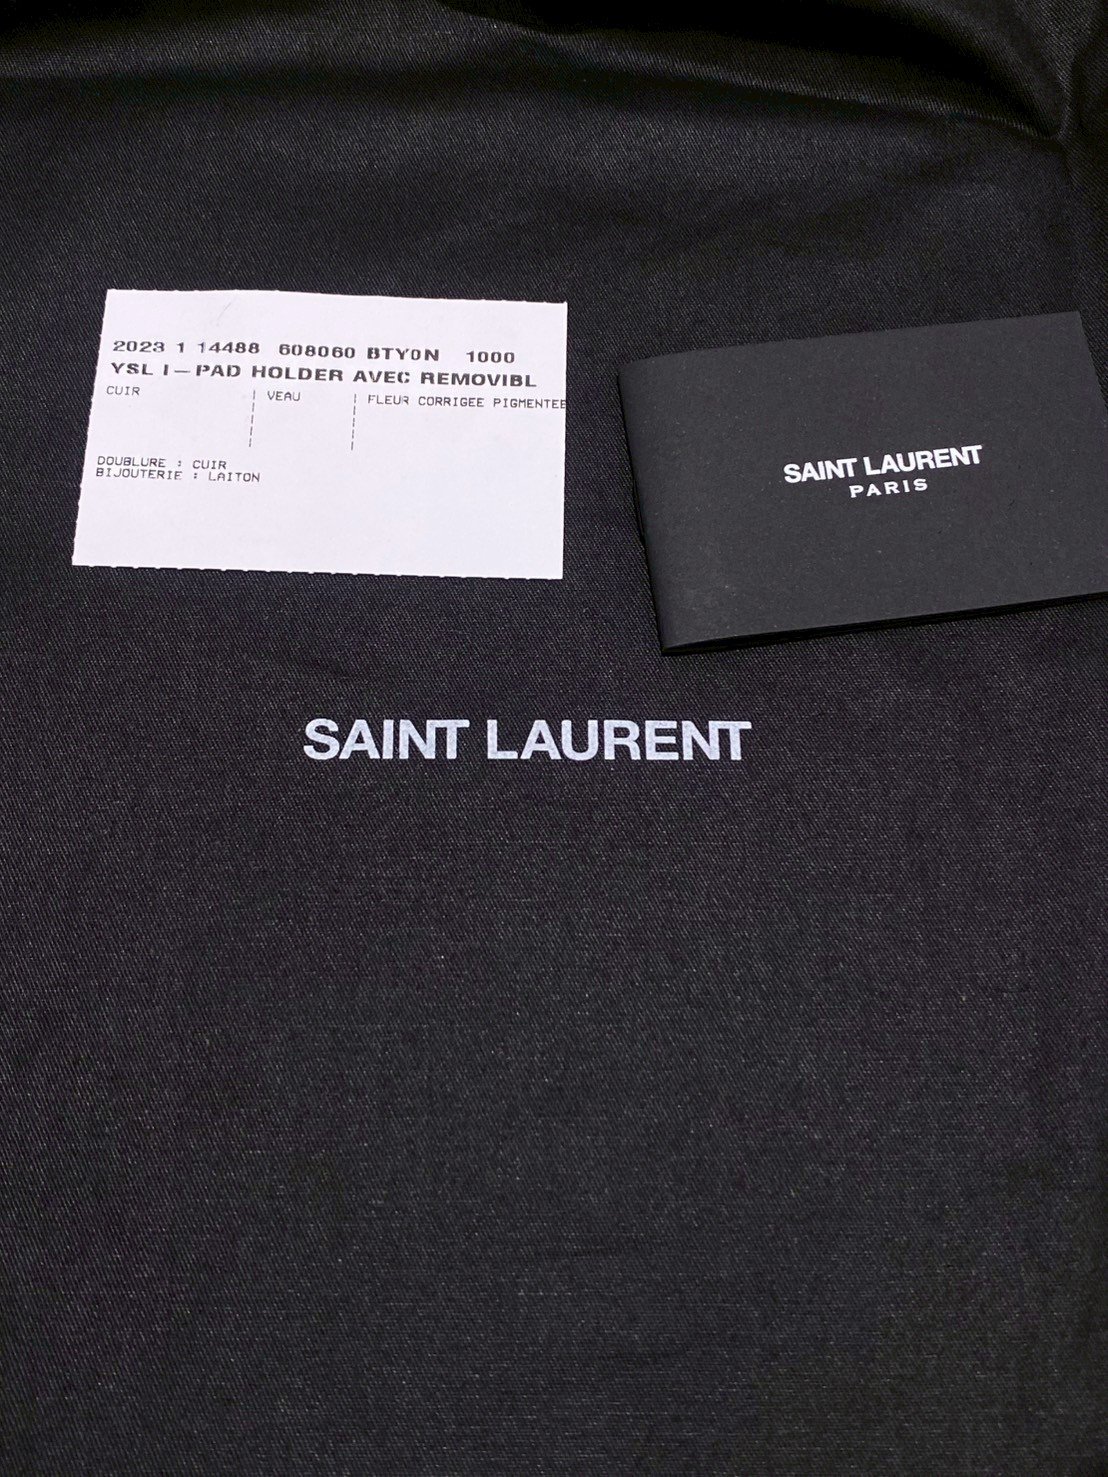 2023 1 14488 608060 BTY0N 1000
YSL I-PAD HOLDER AVEC REMOVIBL
CUIR | VEAU | FLEUR CORRIGEE PIGMENTEE
DOUBLURE : CUIR
BIJOUTERIE : LAITON
SAINT LAURENT
PARIS
SAINT LAURENT